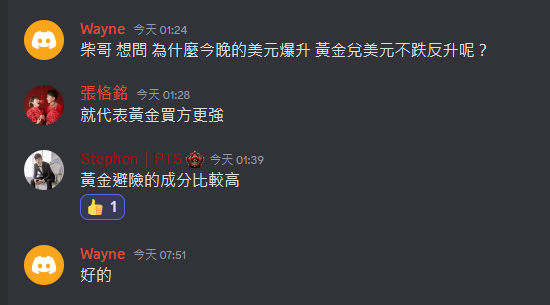 Wayne 今天 01:24
柴哥 想問 為什麼今晚的美元爆升 黃金兌美元不跌反升呢？
張恪銘 今天 01:28
就代表黃金買方更強
Stephen | PTS 今天 01:39
黃金避險的成分比較高
👍 1
Wayne 今天 07:51
好的